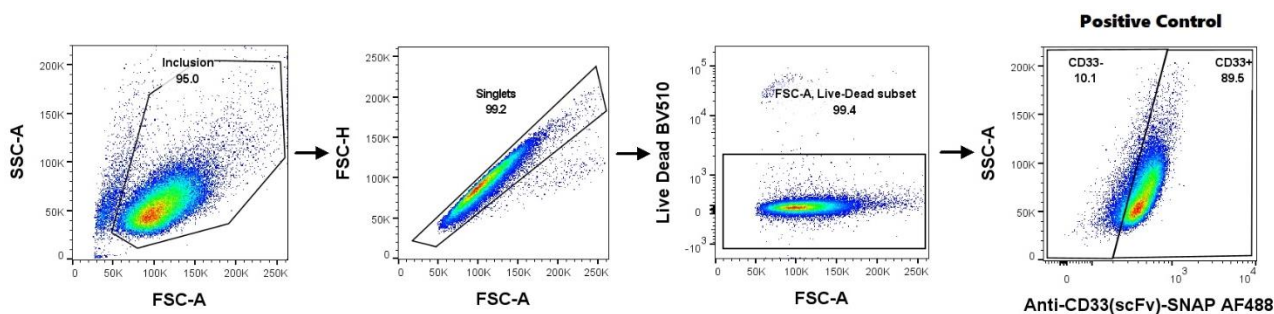 Positive Control
SSC-A
200K
150K
100K
50K
0
Inclusion
95.0
0 50K 100K 150K 200K 250K
FSC-A
FSC-H
200K
150K
100K
50K
0
Singlets
99.2
0 50K 100K 150K 200K 250K
FSC-A
Live Dead BV510
10^5
10^4
10^3
0
-10^3
FSC-A, Live-Dead subset
99.4
0 50K 100K 150K 200K 250K
FSC-A
SSC-A
200K
150K
100K
50K
0
CD33-
10.1
CD33+
89.5
0 10^3 10^4
Anti-CD33(scFv)-SNAP AF488